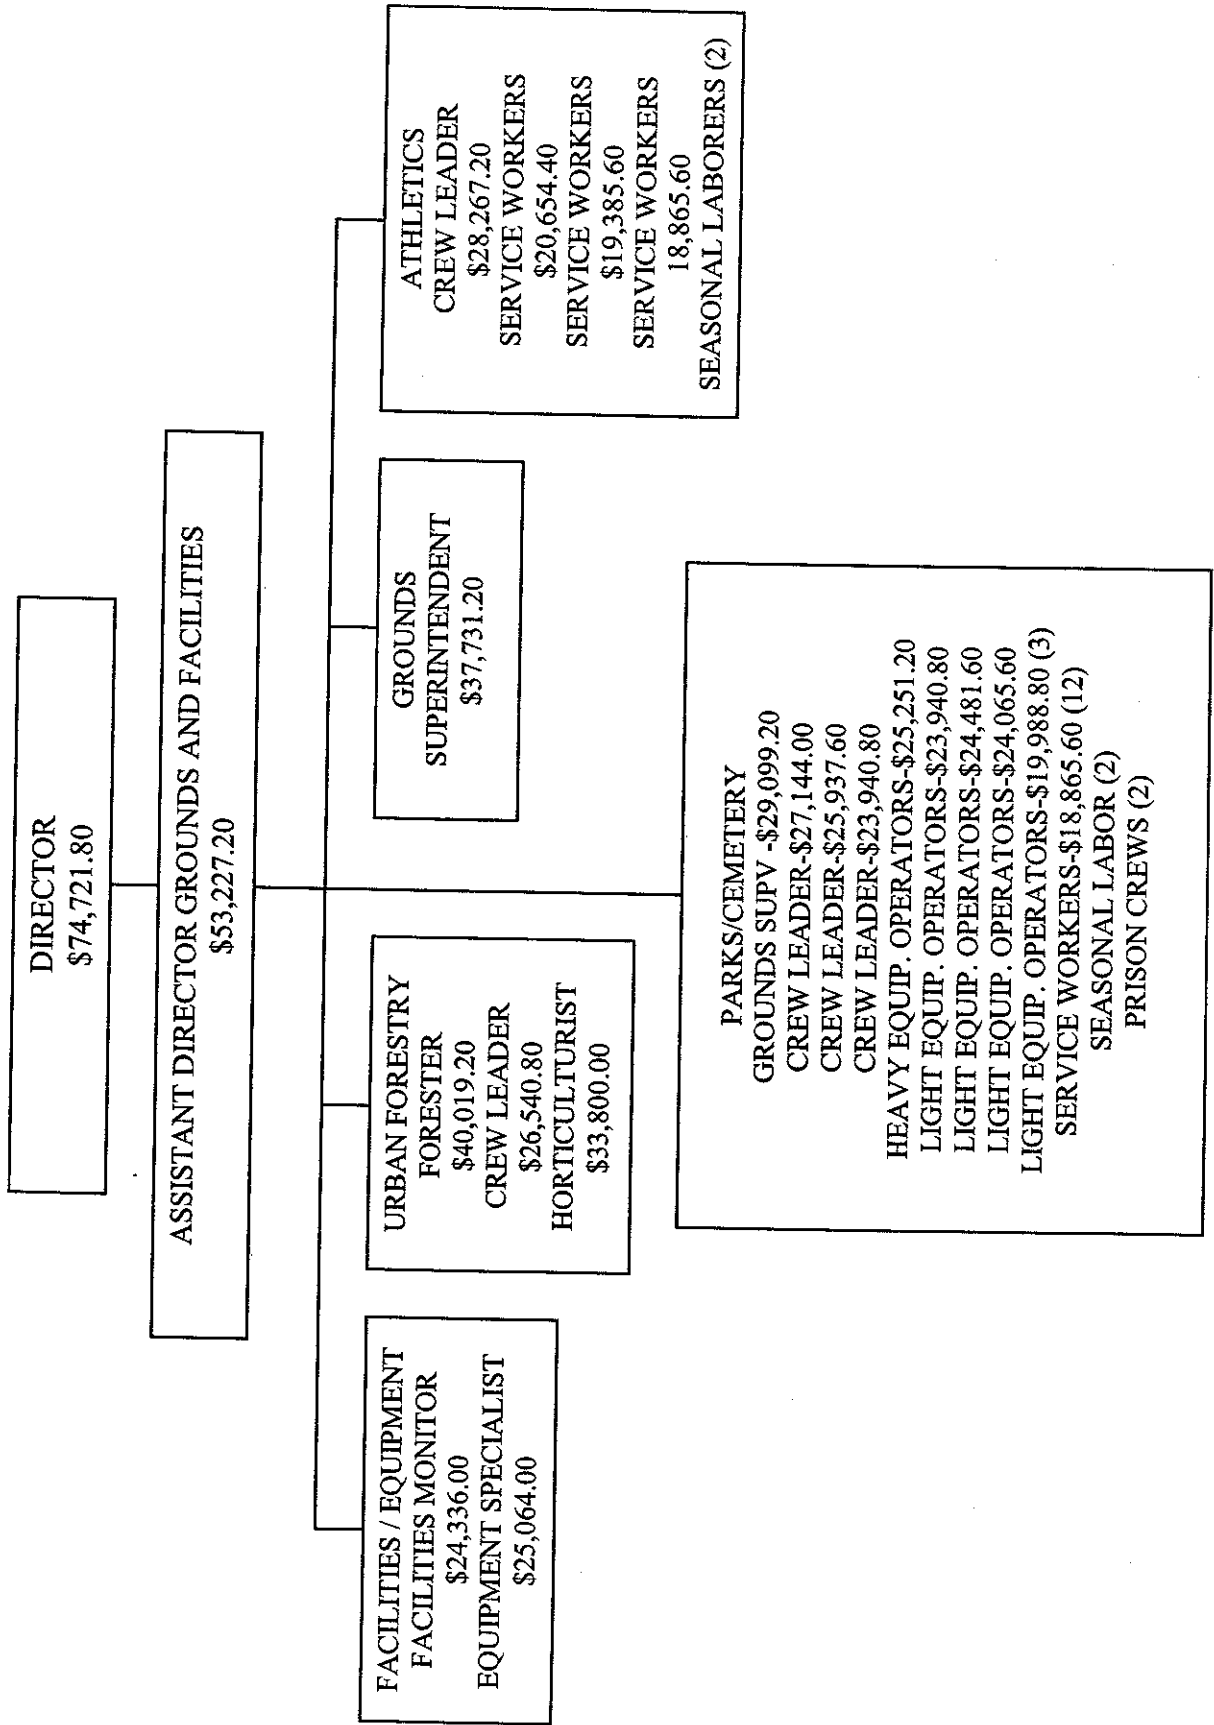 DIRECTOR
$74,721.80
ASSISTANT DIRECTOR GROUNDS AND FACILITIES
$53,227.20
FACILITIES / EQUIPMENT
FACILITIES MONITOR
$24,336.00
EQUIPMENT SPECIALIST
$25,064.00
URBAN FORESTRY
FORESTER
$40,019.20
CREW LEADER
$26,540.80
HORTICULTURIST
$33,800.00
GROUNDS
SUPERINTENDENT
$37,731.20
ATHLETICS
CREW LEADER
$28,267.20
SERVICE WORKERS
$20,654.40
SERVICE WORKERS
$19,385.60
SERVICE WORKERS
18,865.60
SEASONAL LABORERS (2)
PARKS/CEMETERY
GROUNDS SUPV -$29,099.20
CREW LEADER-$27,144.00
CREW LEADER-$25,937.60
CREW LEADER-$23,940.80
HEAVY EQUIP. OPERATORS-$25,251.20
LIGHT EQUIP. OPERATORS-$23,940.80
LIGHT EQUIP. OPERATORS-$24,481.60
LIGHT EQUIP. OPERATORS-$24,065.60
LIGHT EQUIP. OPERATORS-$19,988.80 (3)
SERVICE WORKERS-$18,865.60 (12)
SEASONAL LABOR (2)
PRISON CREWS (2)